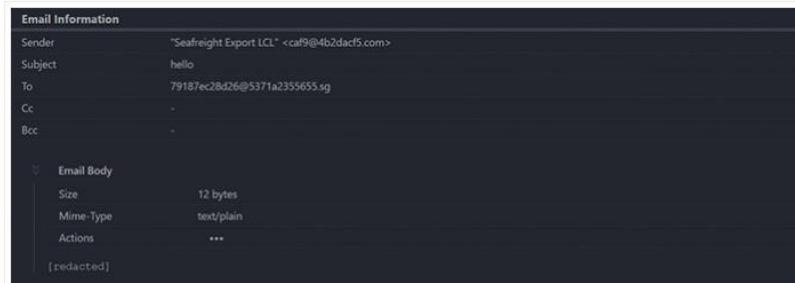 Email Information
Sender "Seafreight Export LCL" <caf9@4b2dacf5.com>
Subject hello
To 79187ec28d26@5371a2355655.sg
Cc -
Bcc -
Email Body
Size 12 bytes
Mime-Type text/plain
Actions •••
[redacted]